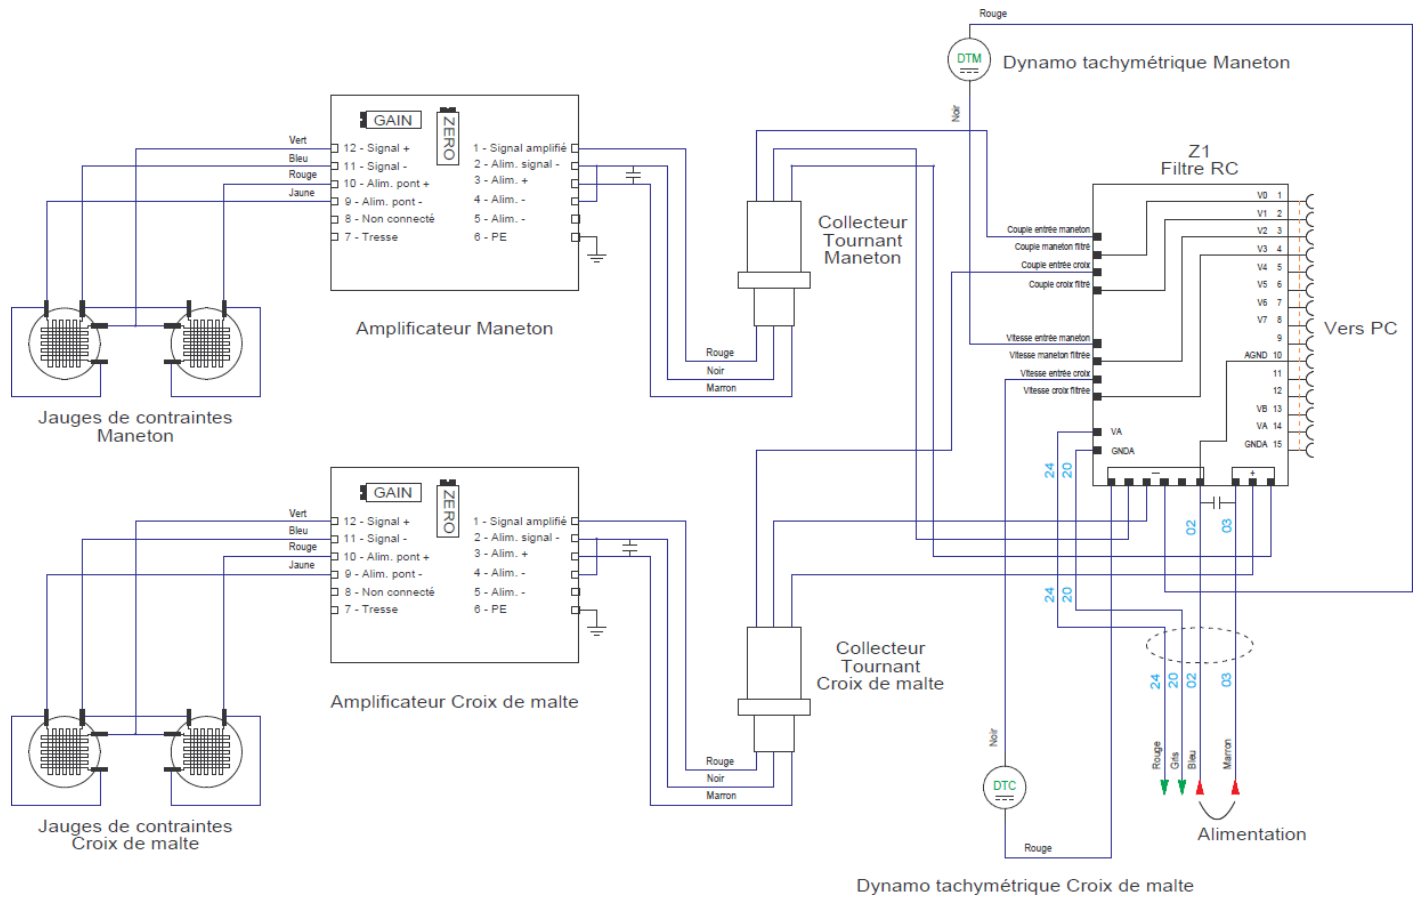 Rouge
DTM
Dynamo tachymétrique Maneton
Noir
GAIN
ZERO
Vert
Bleu
Rouge
Jaune
12 - Signal +
11 - Signal -
10 - Alim. pont +
9 - Alim. pont -
8 - Non connecté
7 - Tresse
1 - Signal amplifié
2 - Alim. signal -
3 - Alim. +
4 - Alim. -
5 - Alim. -
6 - PE
Amplificateur Maneton
Jauges de contraintes
Maneton
Rouge
Noir
Marron
Collecteur
Tournant
Maneton
Z1
Filtre RC
Couple entrée maneton
Couple maneton filtré
Couple entrée croix
Couple croix filtré
Vitesse entrée maneton
Vitesse maneton filtrée
Vitesse entrée croix
Vitesse croix filtrée
VA
GNDA
V0 1
V1 2
V2 3
V3 4
V4 5
V5 6
V6 7
V7 8
9
AGND 10
11
12
VB 13
VA 14
GNDA 15
Vers PC
–
+
24
20
02
03
24
20
GAIN
ZERO
Vert
Bleu
Rouge
Jaune
12 - Signal +
11 - Signal -
10 - Alim. pont +
9 - Alim. pont -
8 - Non connecté
7 - Tresse
1 - Signal amplifié
2 - Alim. signal -
3 - Alim. +
4 - Alim. -
5 - Alim. -
6 - PE
Amplificateur Croix de malte
Jauges de contraintes
Croix de malte
Rouge
Noir
Marron
Collecteur
Tournant
Croix de malte
24
20
02
03
Rouge
Gris
Bleu
Marron
Alimentation
Noir
DTC
Rouge
Dynamo tachymétrique Croix de malte